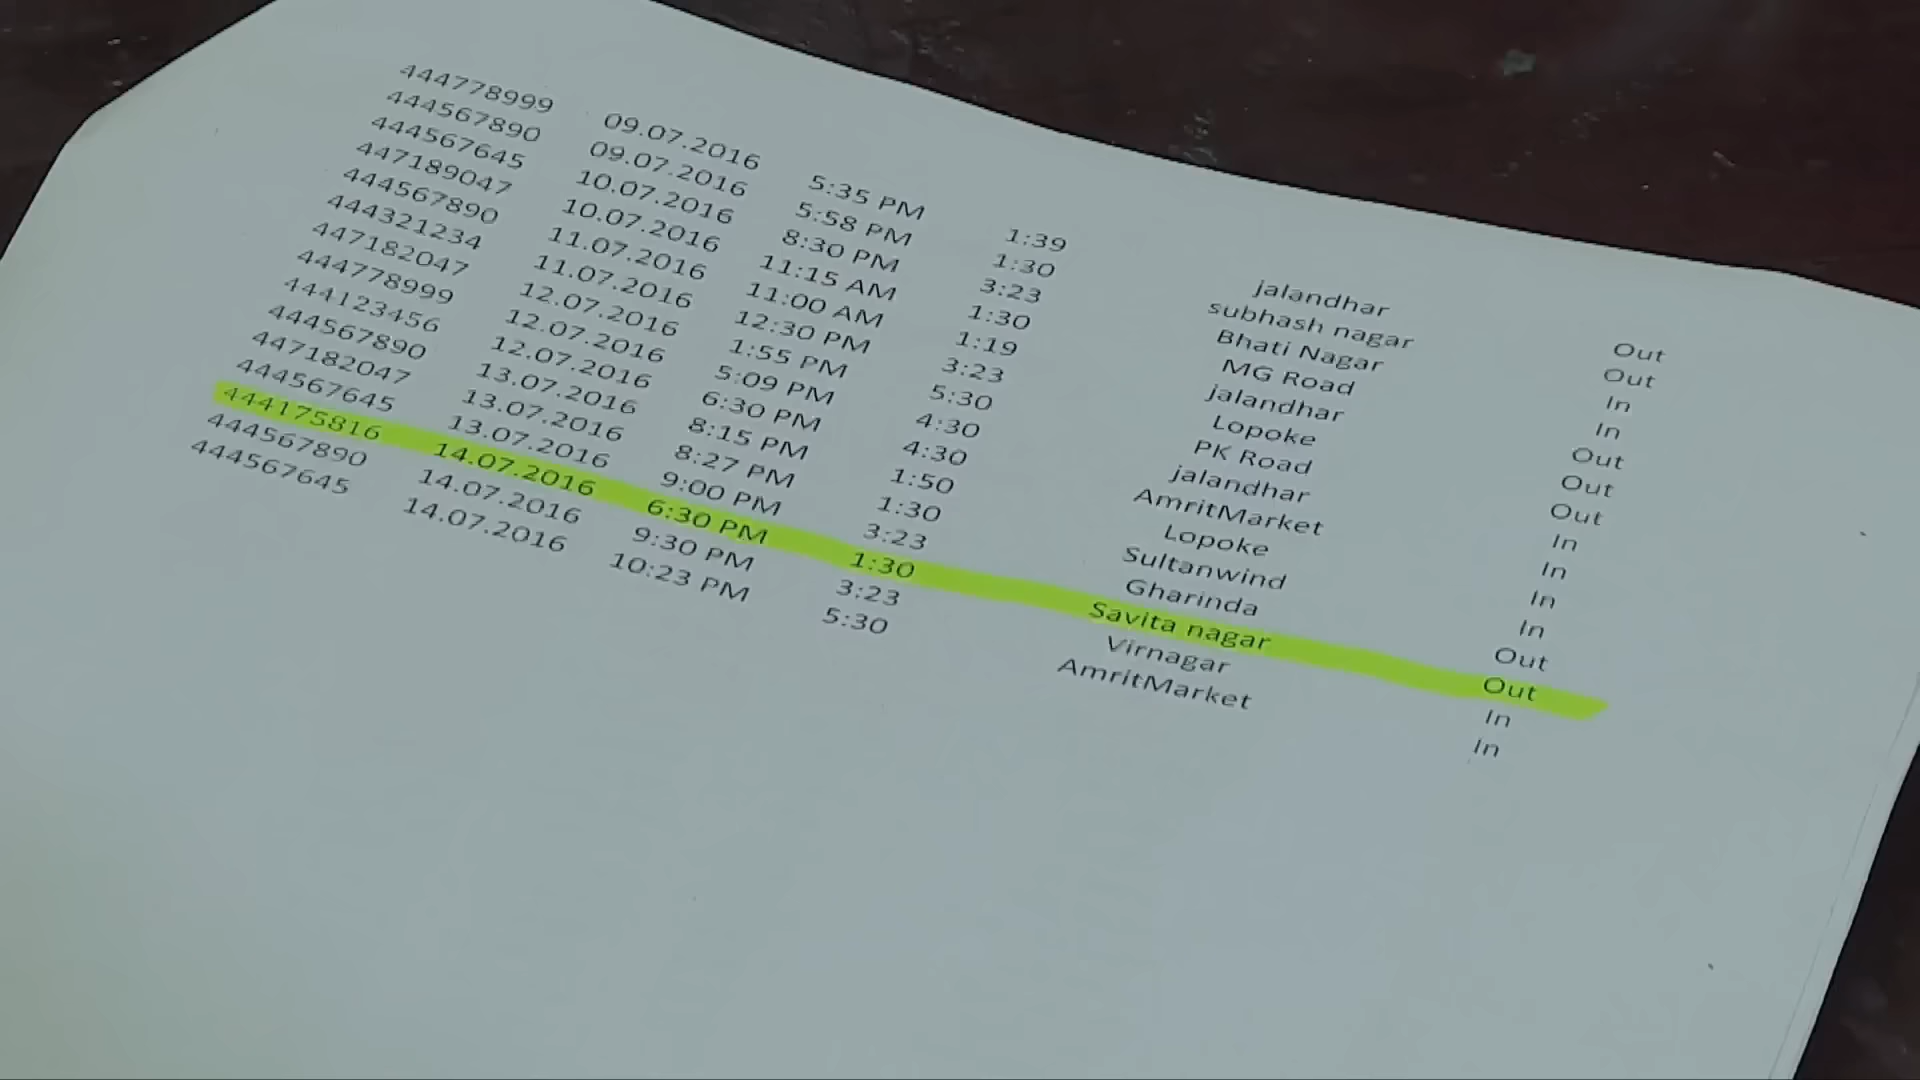 444778999 09.07.2016 5:35 PM 1:39 jalandhar Out
444567890 09.07.2016 5:58 PM 1:30 subhash nagar Out
444567645 10.07.2016 8:30 PM 3:23 Bhati Nagar In
447189047 10.07.2016 11:15 AM 1:30 MG Road In
444567890 11.07.2016 11:00 AM 1:19 jalandhar Out
444321234 11.07.2016 12:30 PM 3:23 Lopoke Out
447182047 12.07.2016 1:55 PM 5:30 PK Road Out
444778999 12.07.2016 5:09 PM 4:30 jalandhar In
444123456 12.07.2016 6:30 PM 4:30 AmritMarket In
444567890 13.07.2016 8:15 PM 1:50 Lopoke In
447182047 13.07.2016 8:27 PM 1:30 Sultanwind In
444567645 13.07.2016 9:00 PM 3:23 Gharinda Out
444175816 14.07.2016 6:30 PM 1:30 Savita nagar Out
444567890 14.07.2016 9:30 PM 3:23 Virnagar In
444567645 14.07.2016 10:23 PM 5:30 AmritMarket In